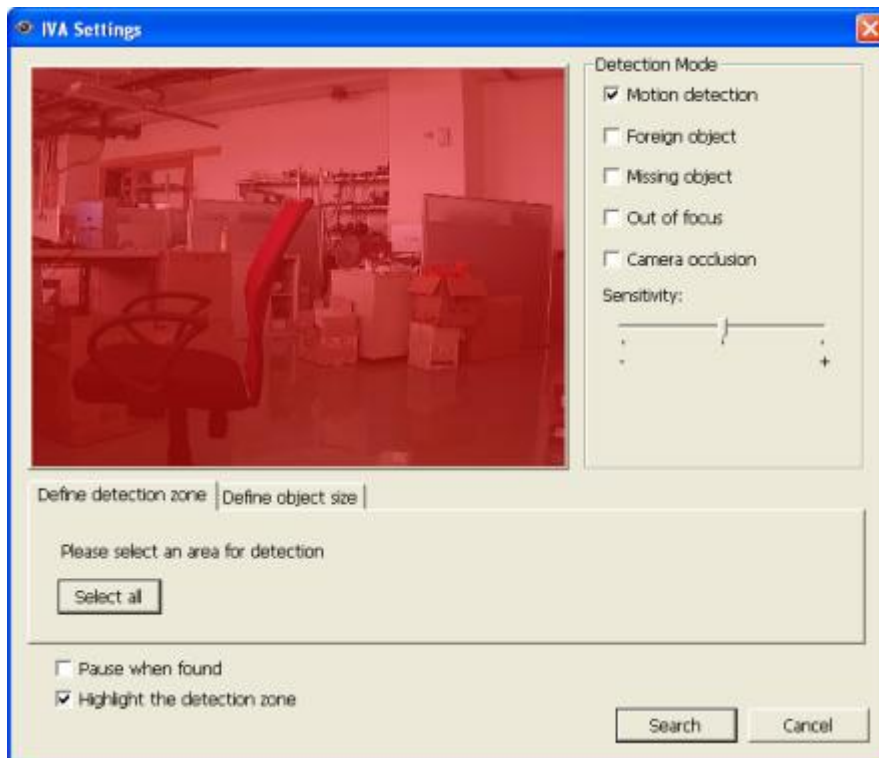 IVA Settings
Detection Mode
Motion detection
Foreign object
Missing object
Out of focus
Camera occlusion
Sensitivity:
- +
Define detection zone
Define object size
Please select an area for detection
Select all
Pause when found
Highlight the detection zone
Search
Cancel